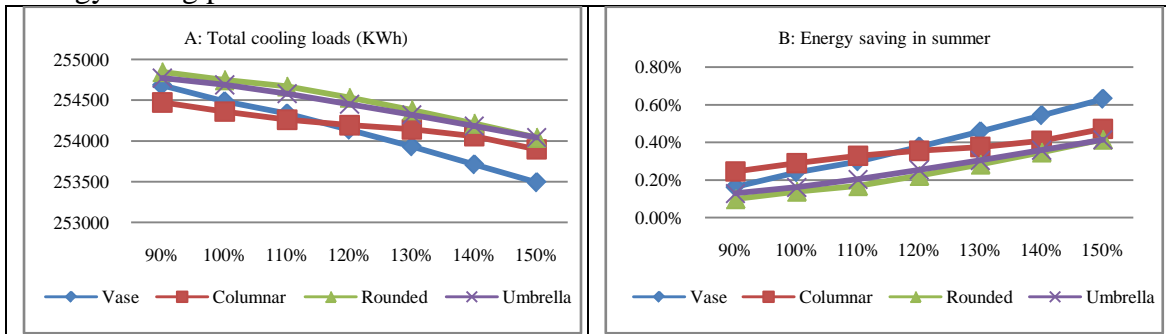 A: Total cooling loads (KWh)
255000
254500
254000
253500
253000
90% 100% 110% 120% 130% 140% 150%
Vase Columnar Rounded Umbrella
B: Energy saving in summer
0.80%
0.60%
0.40%
0.20%
0.00%
90% 100% 110% 120% 130% 140% 150%
Vase Columnar Rounded Umbrella